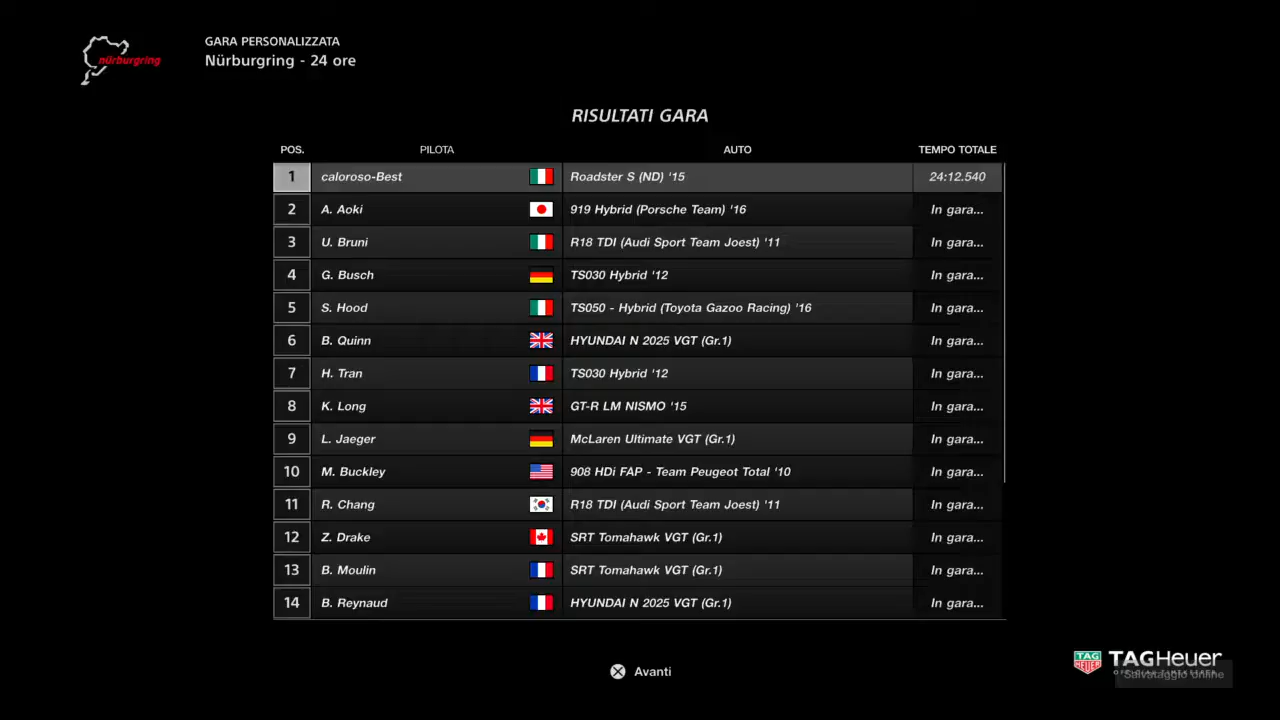 nürburgring
GARA PERSONALIZZATA
Nürburgring - 24 ore
RISULTATI GARA
POS. PILOTA AUTO TEMPO TOTALE
1 caloroso-Best Roadster S (ND) '15 24:12.540
2 A. Aoki 919 Hybrid (Porsche Team) '16 In gara...
3 U. Bruni R18 TDI (Audi Sport Team Joest) '11 In gara...
4 G. Busch TS030 Hybrid '12 In gara...
5 S. Hood TS050 - Hybrid (Toyota Gazoo Racing) '16 In gara...
6 B. Quinn HYUNDAI N 2025 VGT (Gr.1) In gara...
7 H. Tran TS030 Hybrid '12 In gara...
8 K. Long GT-R LM NISMO '15 In gara...
9 L. Jaeger McLaren Ultimate VGT (Gr.1) In gara...
10 M. Buckley 908 HDi FAP - Team Peugeot Total '10 In gara...
11 R. Chang R18 TDI (Audi Sport Team Joest) '11 In gara...
12 Z. Drake SRT Tomahawk VGT (Gr.1) In gara...
13 B. Moulin SRT Tomahawk VGT (Gr.1) In gara...
14 B. Reynaud HYUNDAI N 2025 VGT (Gr.1) In gara...
Avanti
TAG HEUER TAGHeuer
Salvataggio online